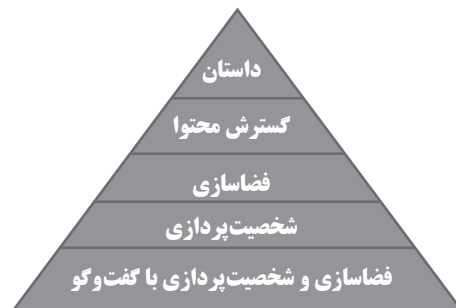 داستان
گسترش محتوا
فضاسازی
شخصیت‌پردازی
فضاسازی و شخصیت‌پردازی با گفت‌وگو